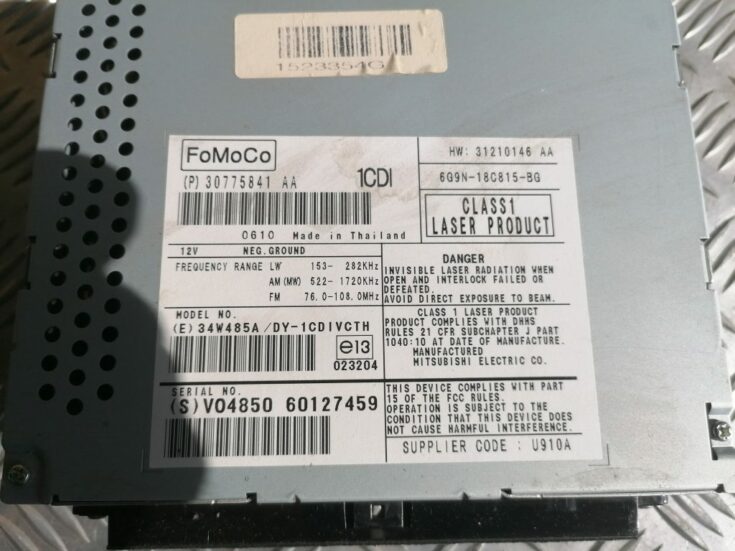 1523354G
FoMoCo
(P) 30775841 AA
1CDI
0610 Made in Thailand
HW: 31210146 AA
6G9N-18C815-BG
CLASS1
LASER PRODUCT
12V NEG.GROUND
FREQUENCY RANGE LW 153- 282KHz
AM(MW) 522- 1720KHz
FM 76.0-108.0MHz
DANGER
INVISIBLE LASER RADIATION WHEN
OPEN AND INTERLOCK FAILED OR
DEFEATED.
AVOID DIRECT EXPOSURE TO BEAM.
MODEL NO.
(E) 34W485A /DY-1CDIVCTH
e13
023204
CLASS 1 LASER PRODUCT
PRODUCT COMPLIES WITH DHHS
RULES 21 CFR SUBCHAPTER J PART
1040:10 AT DATE OF MANUFACTURE.
MANUFACTURED
MITSUBISHI ELECTRIC CO.
SERIAL NO.
(S) VO4850 60127459
THIS DEVICE COMPLIES WITH PART
15 OF THE FCC RULES.
OPERATION IS SUBJECT TO THE
CONDITION THAT THIS DEVICE DOES
NOT CAUSE HARMFUL INTERFERENCE.
SUPPLIER CODE : U910A